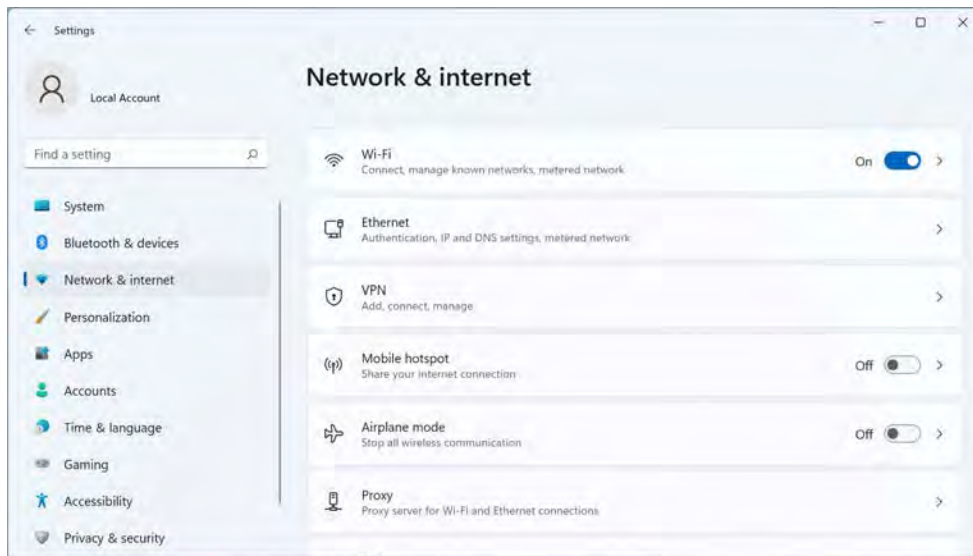 Settings
Local Account
Find a setting
System
Bluetooth & devices
Network & internet
Personalization
Apps
Accounts
Time & language
Gaming
Accessibility
Privacy & security
Network & internet
Wi-Fi
Connect, manage known networks, metered network
On
Ethernet
Authentication, IP and DNS settings, metered network
VPN
Add, connect, manage
Mobile hotspot
Share your internet connection
Off
Airplane mode
Stop all wireless communication
Off
Proxy
Proxy server for Wi-Fi and Ethernet connections